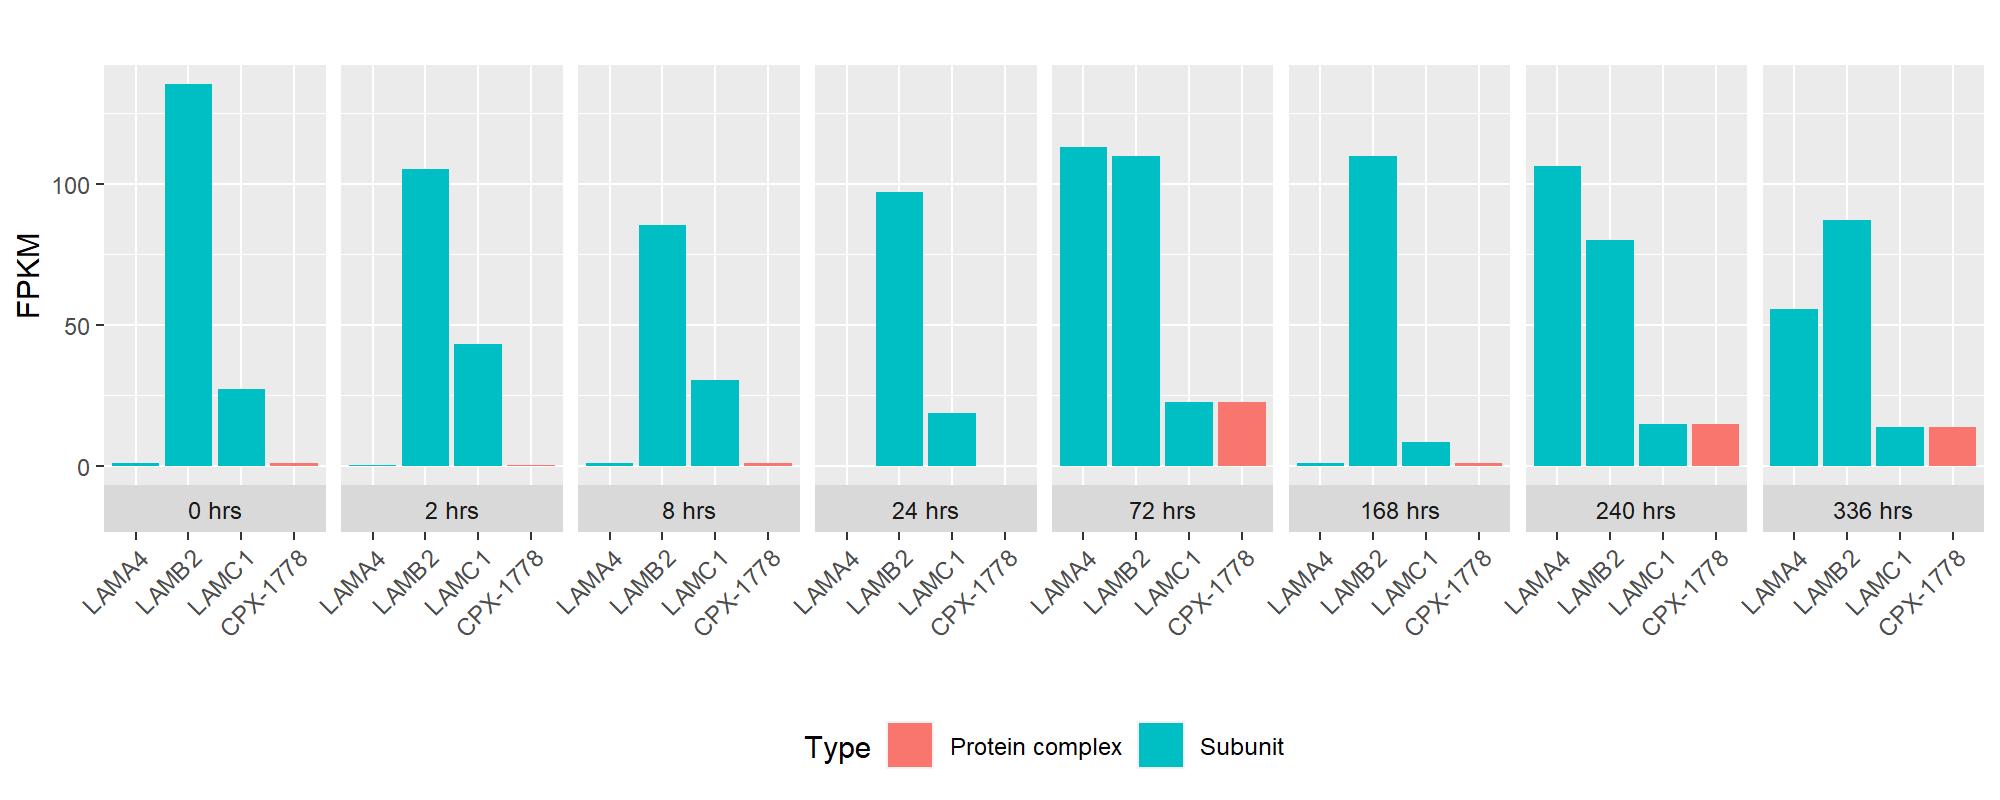 FPKM
100
50
0
0 hrs
2 hrs
8 hrs
24 hrs
72 hrs
168 hrs
240 hrs
336 hrs
LAMA4
LAMB2
LAMC1
CPX-1778
LAMA4
LAMB2
LAMC1
CPX-1778
LAMA4
LAMB2
LAMC1
CPX-1778
LAMA4
LAMB2
LAMC1
CPX-1778
LAMA4
LAMB2
LAMC1
CPX-1778
LAMA4
LAMB2
LAMC1
CPX-1778
LAMA4
LAMB2
LAMC1
CPX-1778
LAMA4
LAMB2
LAMC1
CPX-1778
Type Protein complex Subunit